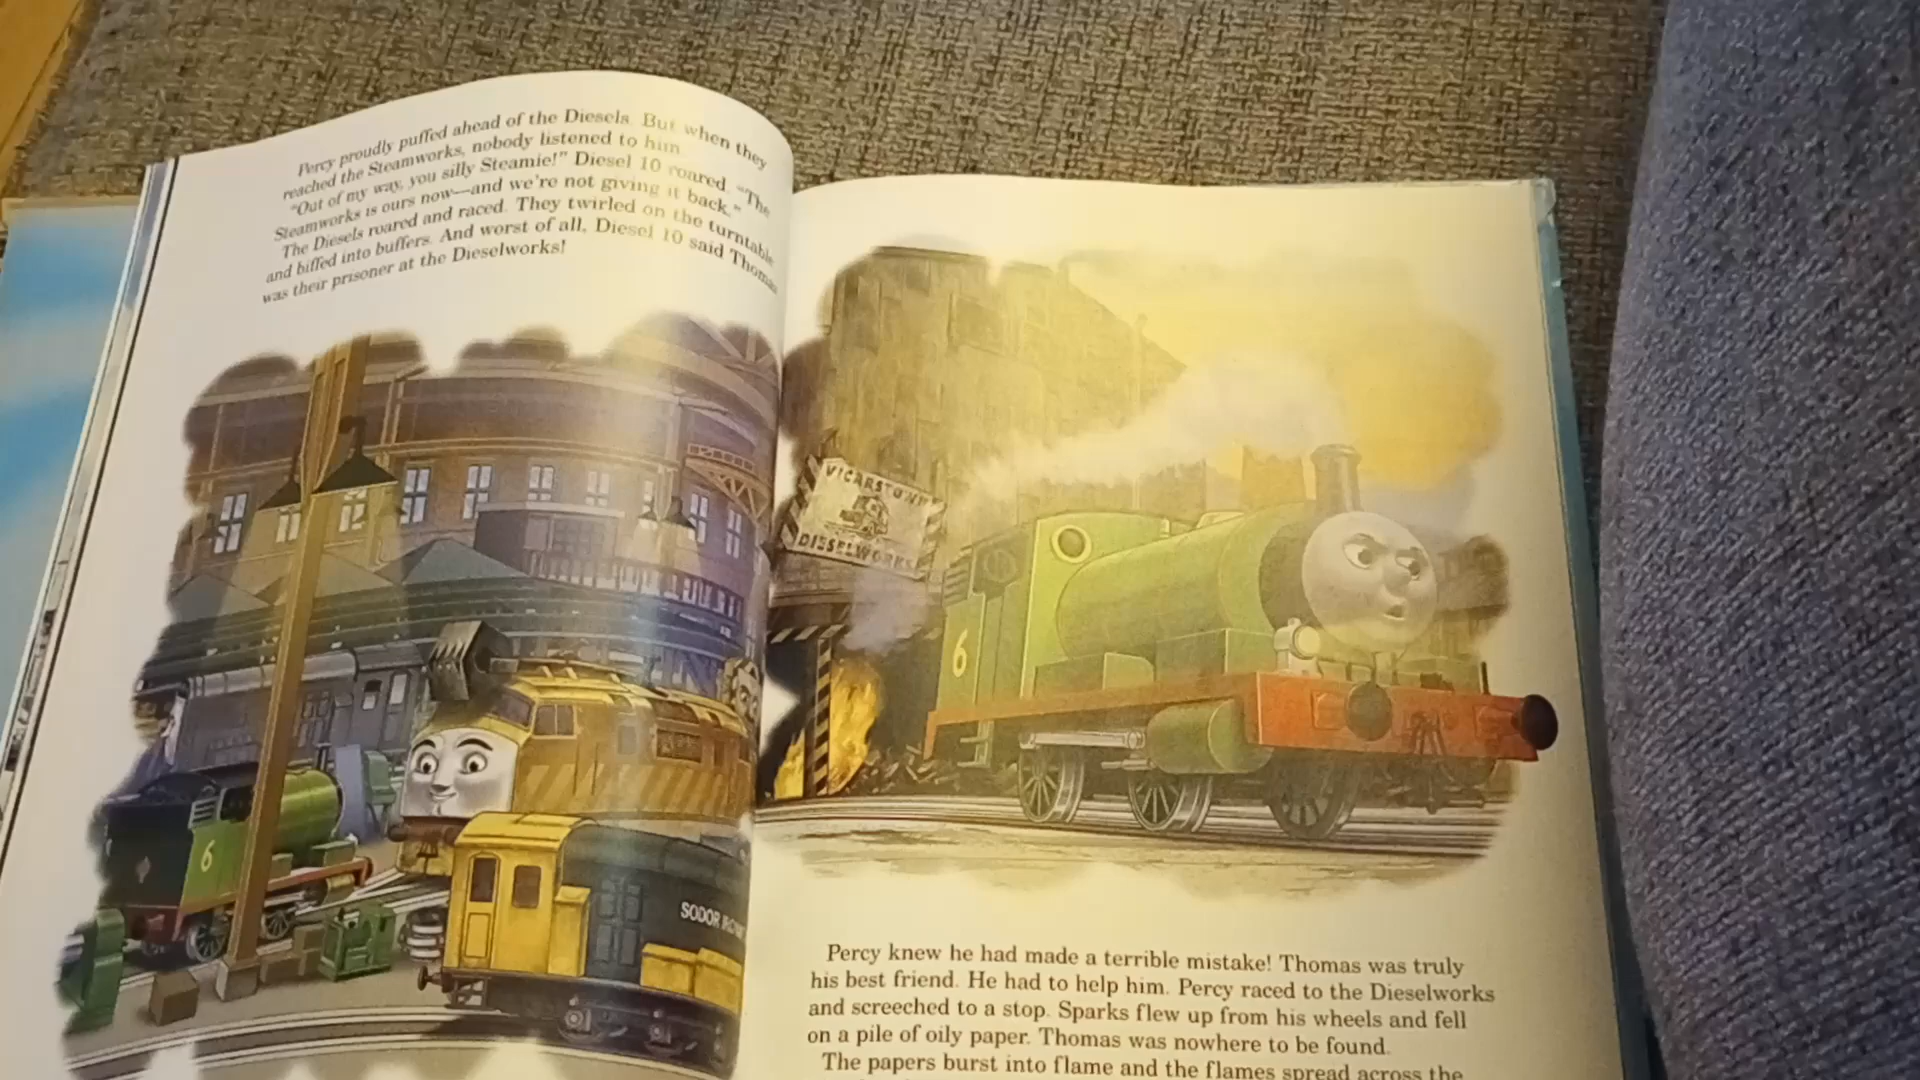 Percy proudly puffed ahead of the Diesels. But when they
reached the Steamworks, nobody listened to him.
"Out of my way, you silly Steamie!" Diesel 10 roared. "The
Steamworks is ours now—and we're not giving it back."
The Diesels roared and raced. They twirled on the turntable
and biffed into buffers. And worst of all, Diesel 10 said Thomas
was their prisoner at the Dieselworks!
VICARSTOWN
DIESELWORKS
6
6
SODOR
Percy knew he had made a terrible mistake! Thomas was truly
his best friend. He had to help him. Percy raced to the Dieselworks
and screeched to a stop. Sparks flew up from his wheels and fell
on a pile of oily paper. Thomas was nowhere to be found.
The papers burst into flame and the flames spread across the